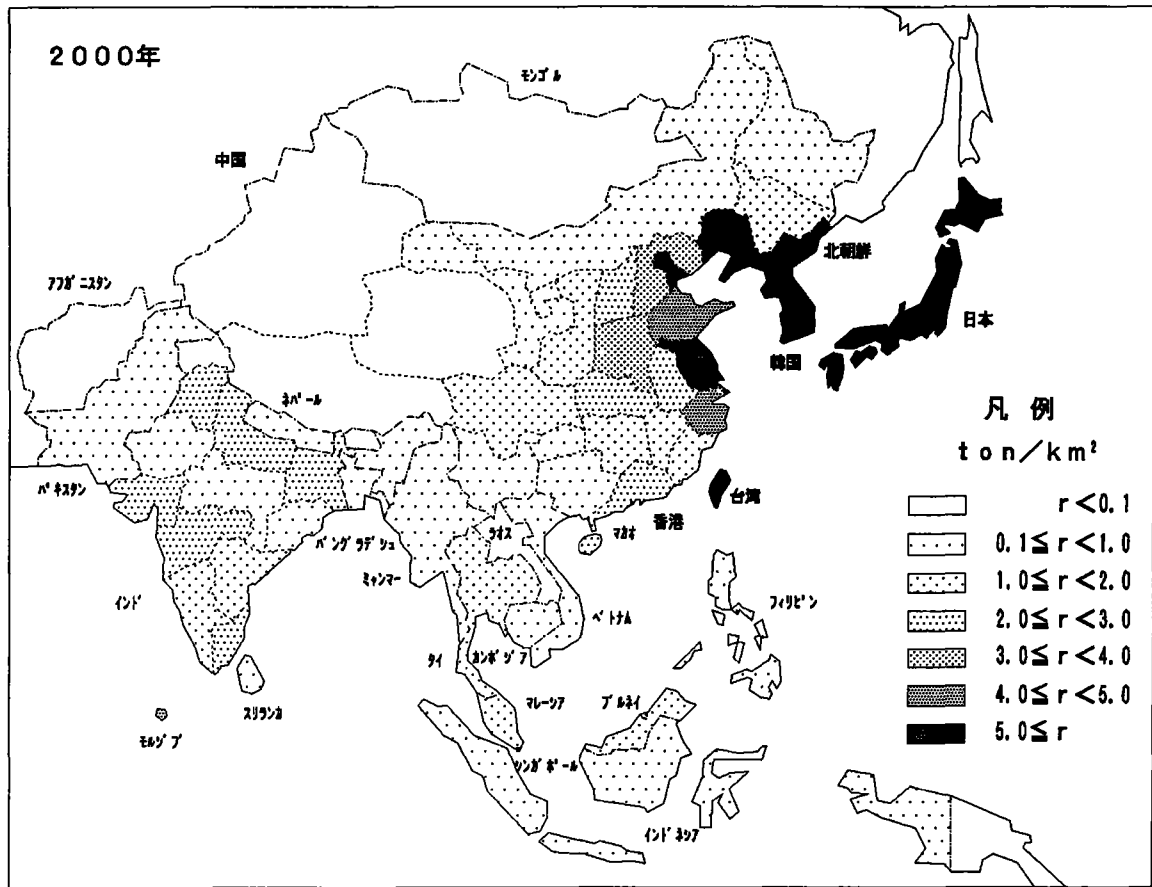 2000年
モンゴル
中国
アフガニスタン
北朝鮮
日本
韓国
ネパール
パキスタン
台湾
香港
マカオ
ラオス
バングラデシュ
ミャンマー
インド
フィリピン
ベトナム
タイ
カンボジア
スリランカ
モルジブ
マレーシア
ブルネイ
シンガポール
インドネシア
凡例
ton/km²
r<0.1
0.1≦r<1.0
1.0≦r<2.0
2.0≦r<3.0
3.0≦r<4.0
4.0≦r<5.0
5.0≦r